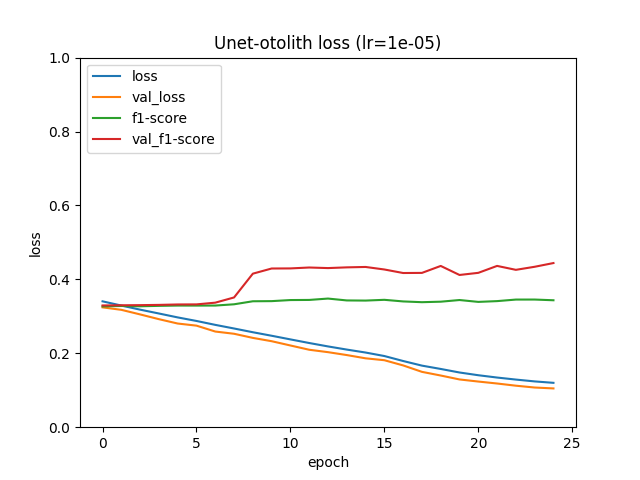 Unet-otolith loss (lr=1e-05)
loss
val_loss
f1-score
val_f1-score
1.0
0.8
0.6
0.4
0.2
0.0
loss
0 5 10 15 20 25
epoch